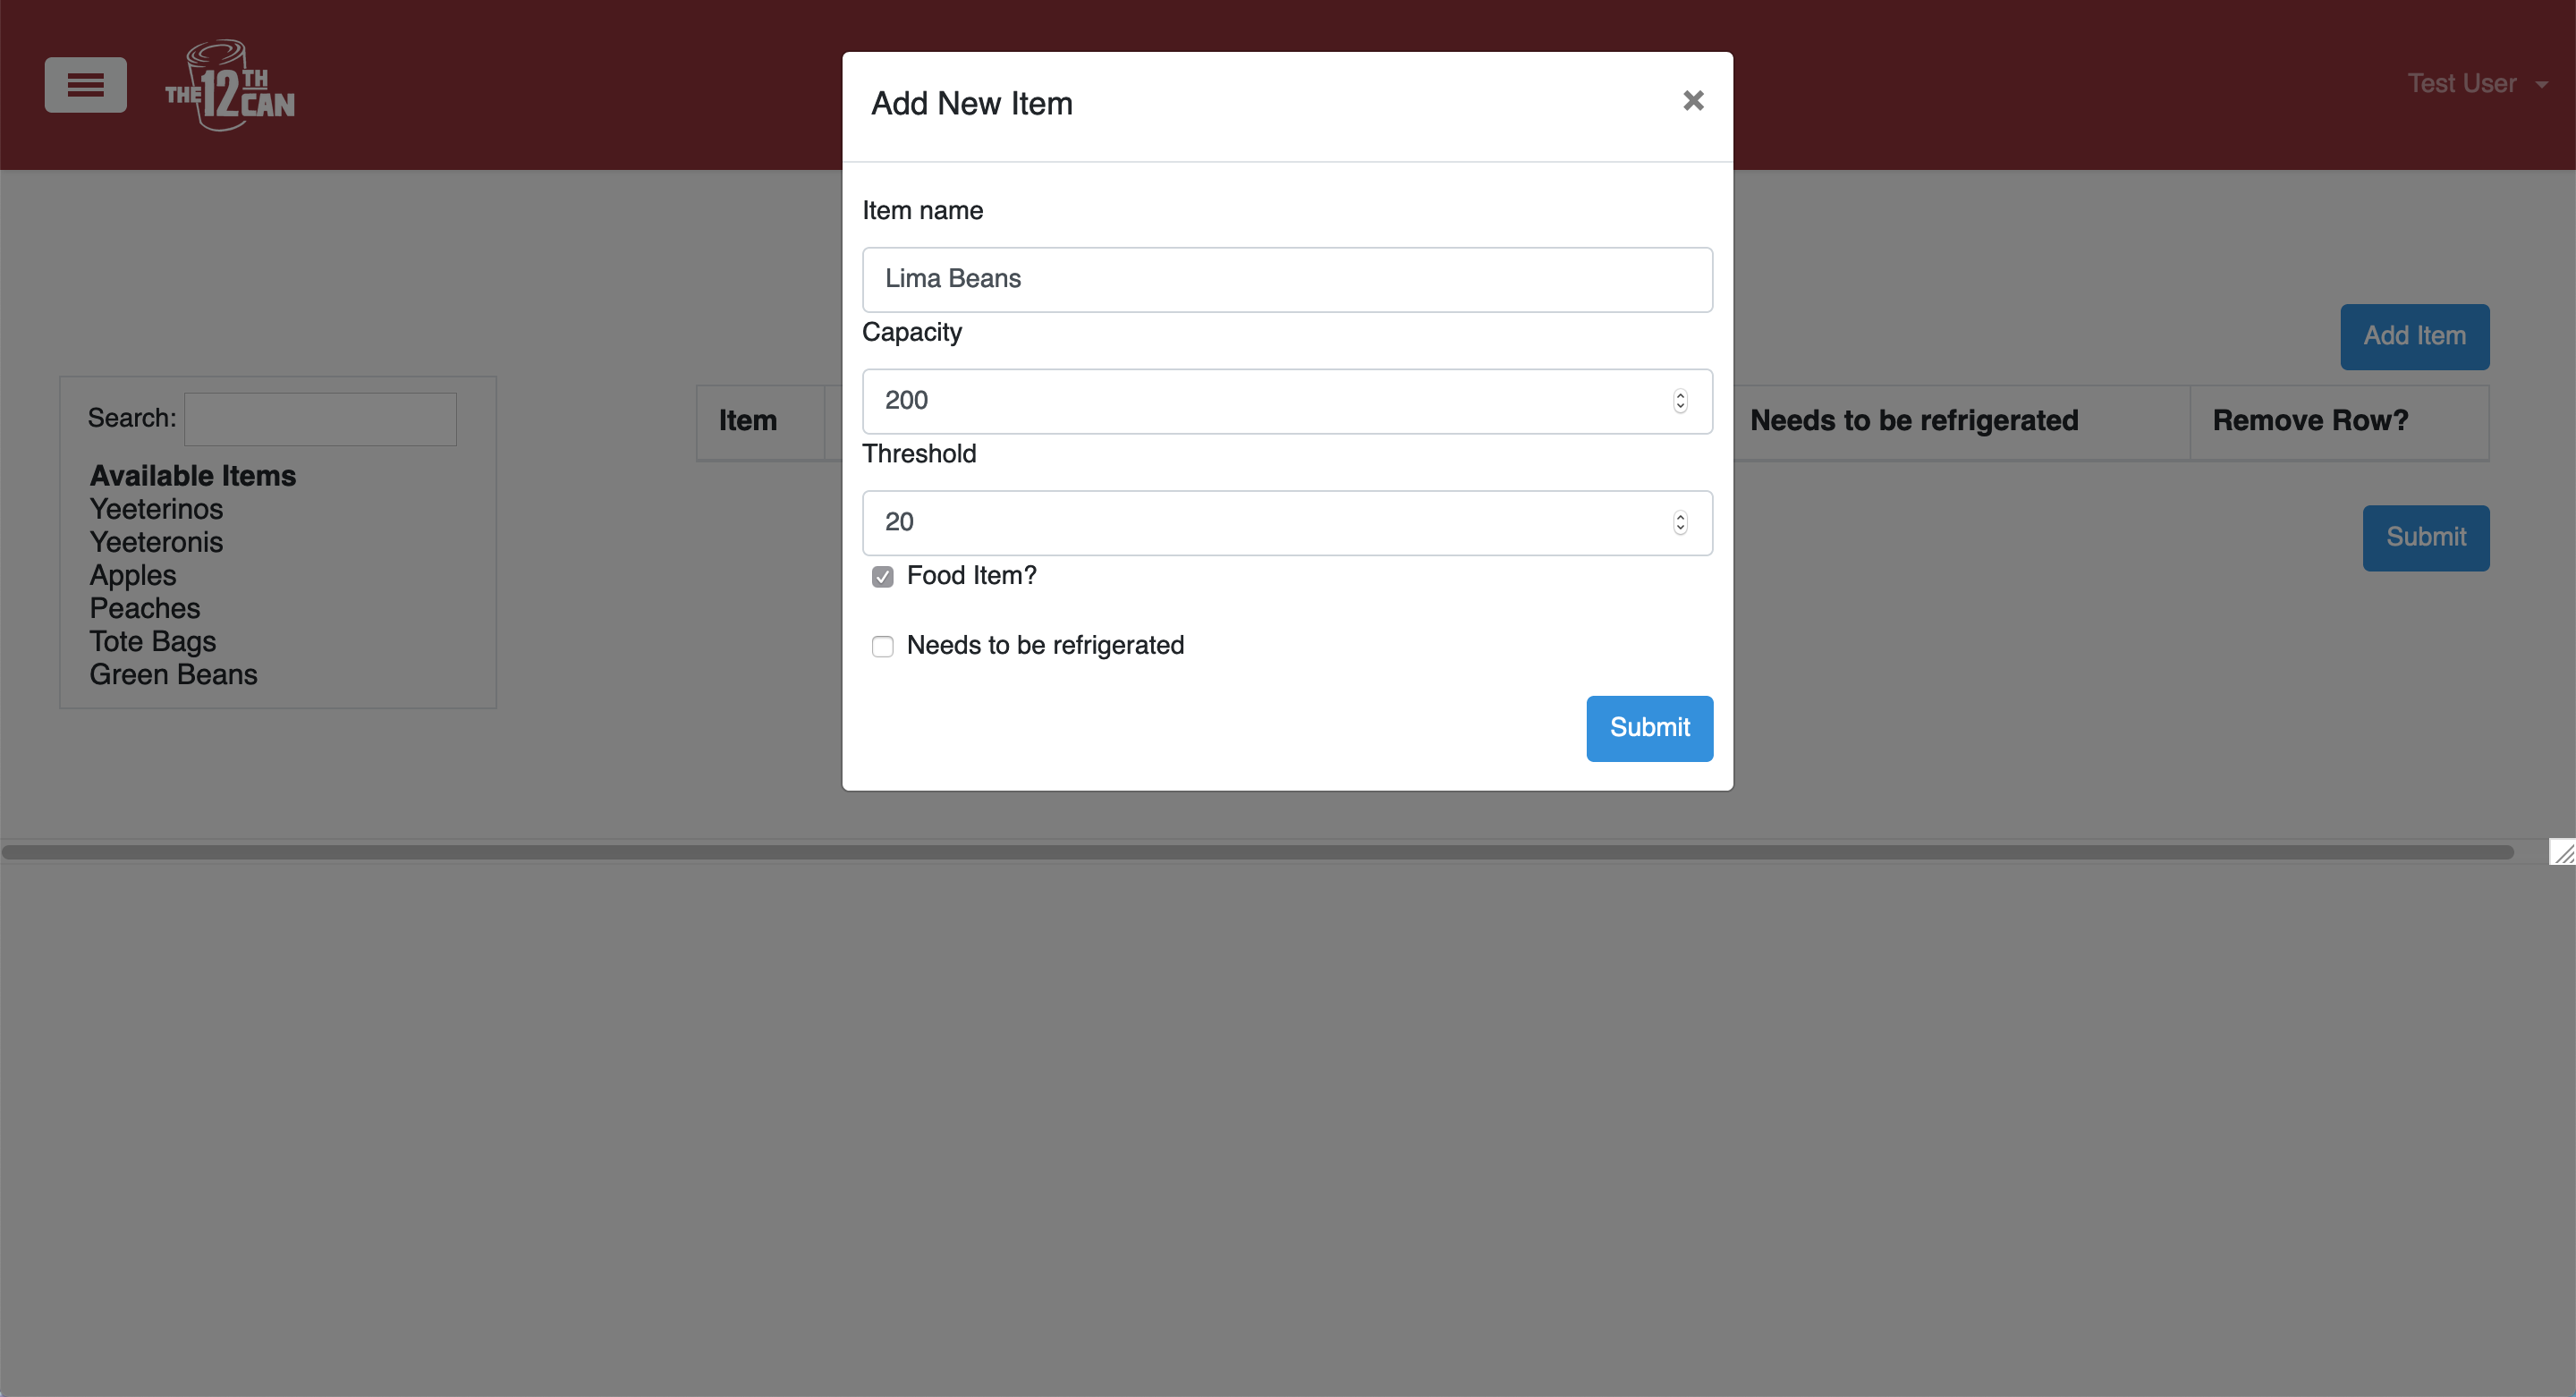 THE 12TH CAN
Test User
Add New Item
Item name
Lima Beans
Capacity
200
Threshold
20
Food Item?
Needs to be refrigerated
Submit
Add Item
Search:
Available Items
Yeeterinos
Yeeteronis
Apples
Peaches
Tote Bags
Green Beans
Item
Needs to be refrigerated
Remove Row?
Submit